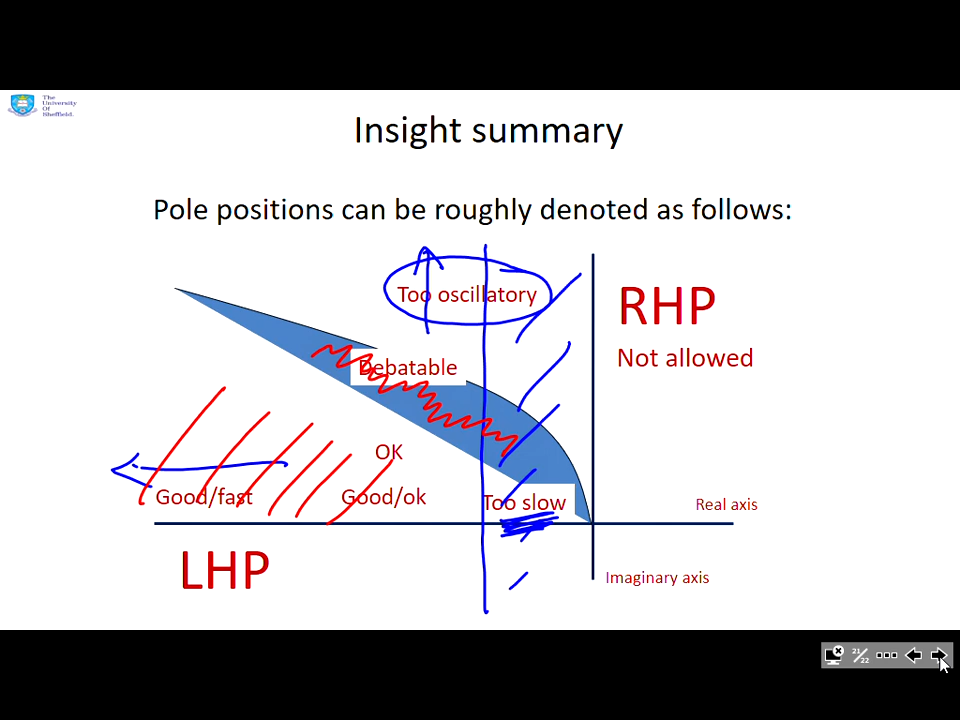 The
University
Of
Sheffield.
Insight summary
Pole positions can be roughly denoted as follows:
Too oscillatory
RHP
Not allowed
Debatable
OK
Good/fast
Good/ok
Too slow
Real axis
LHP
Imaginary axis
21/22